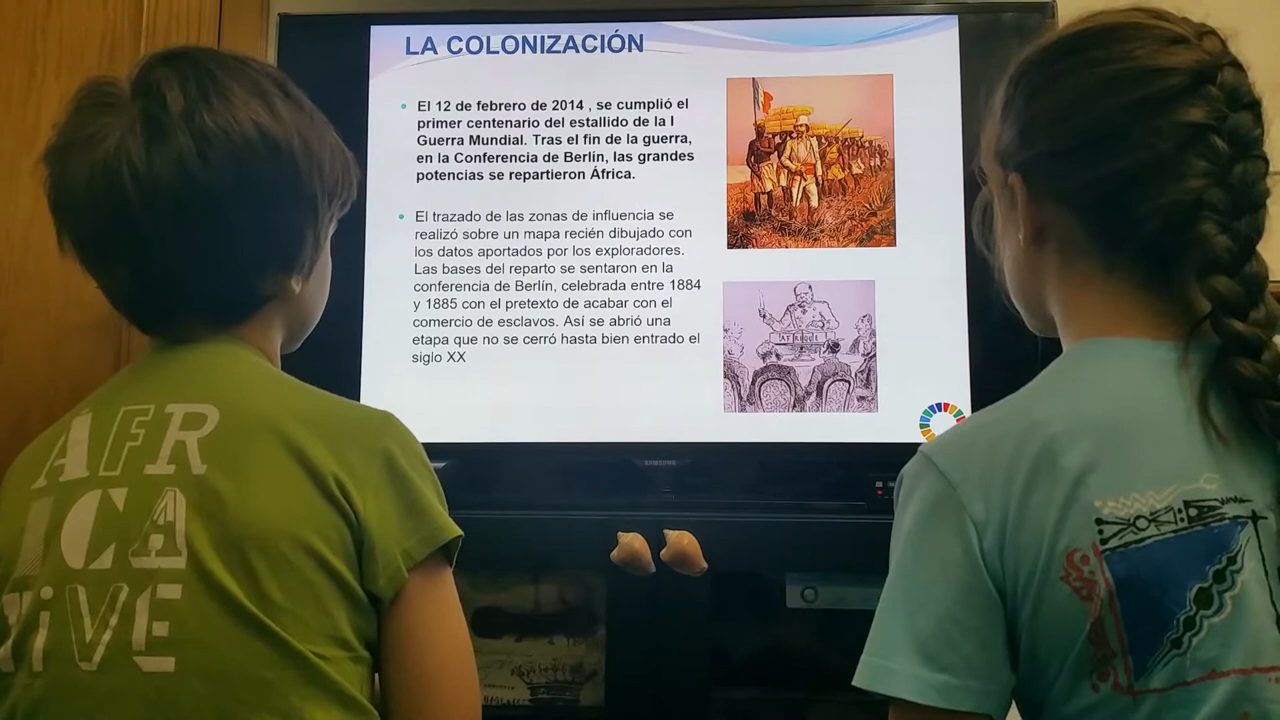 LA COLONIZACIÓN
El 12 de febrero de 2014 , se cumplió el
primer centenario del estallido de la I
Guerra Mundial. Tras el fin de la guerra,
en la Conferencia de Berlín, las grandes
potencias se repartieron África.
El trazado de las zonas de influencia se
realizó sobre un mapa recién dibujado con
los datos aportados por los exploradores.
Las bases del reparto se sentaron en la
conferencia de Berlín, celebrada entre 1884
y 1885 con el pretexto de acabar con el
comercio de esclavos. Así se abrió una
etapa que no se cerró hasta bien entrado el
siglo XX
AFRIQUE
SAMSUNG
ÁFR
ICA
TiVE